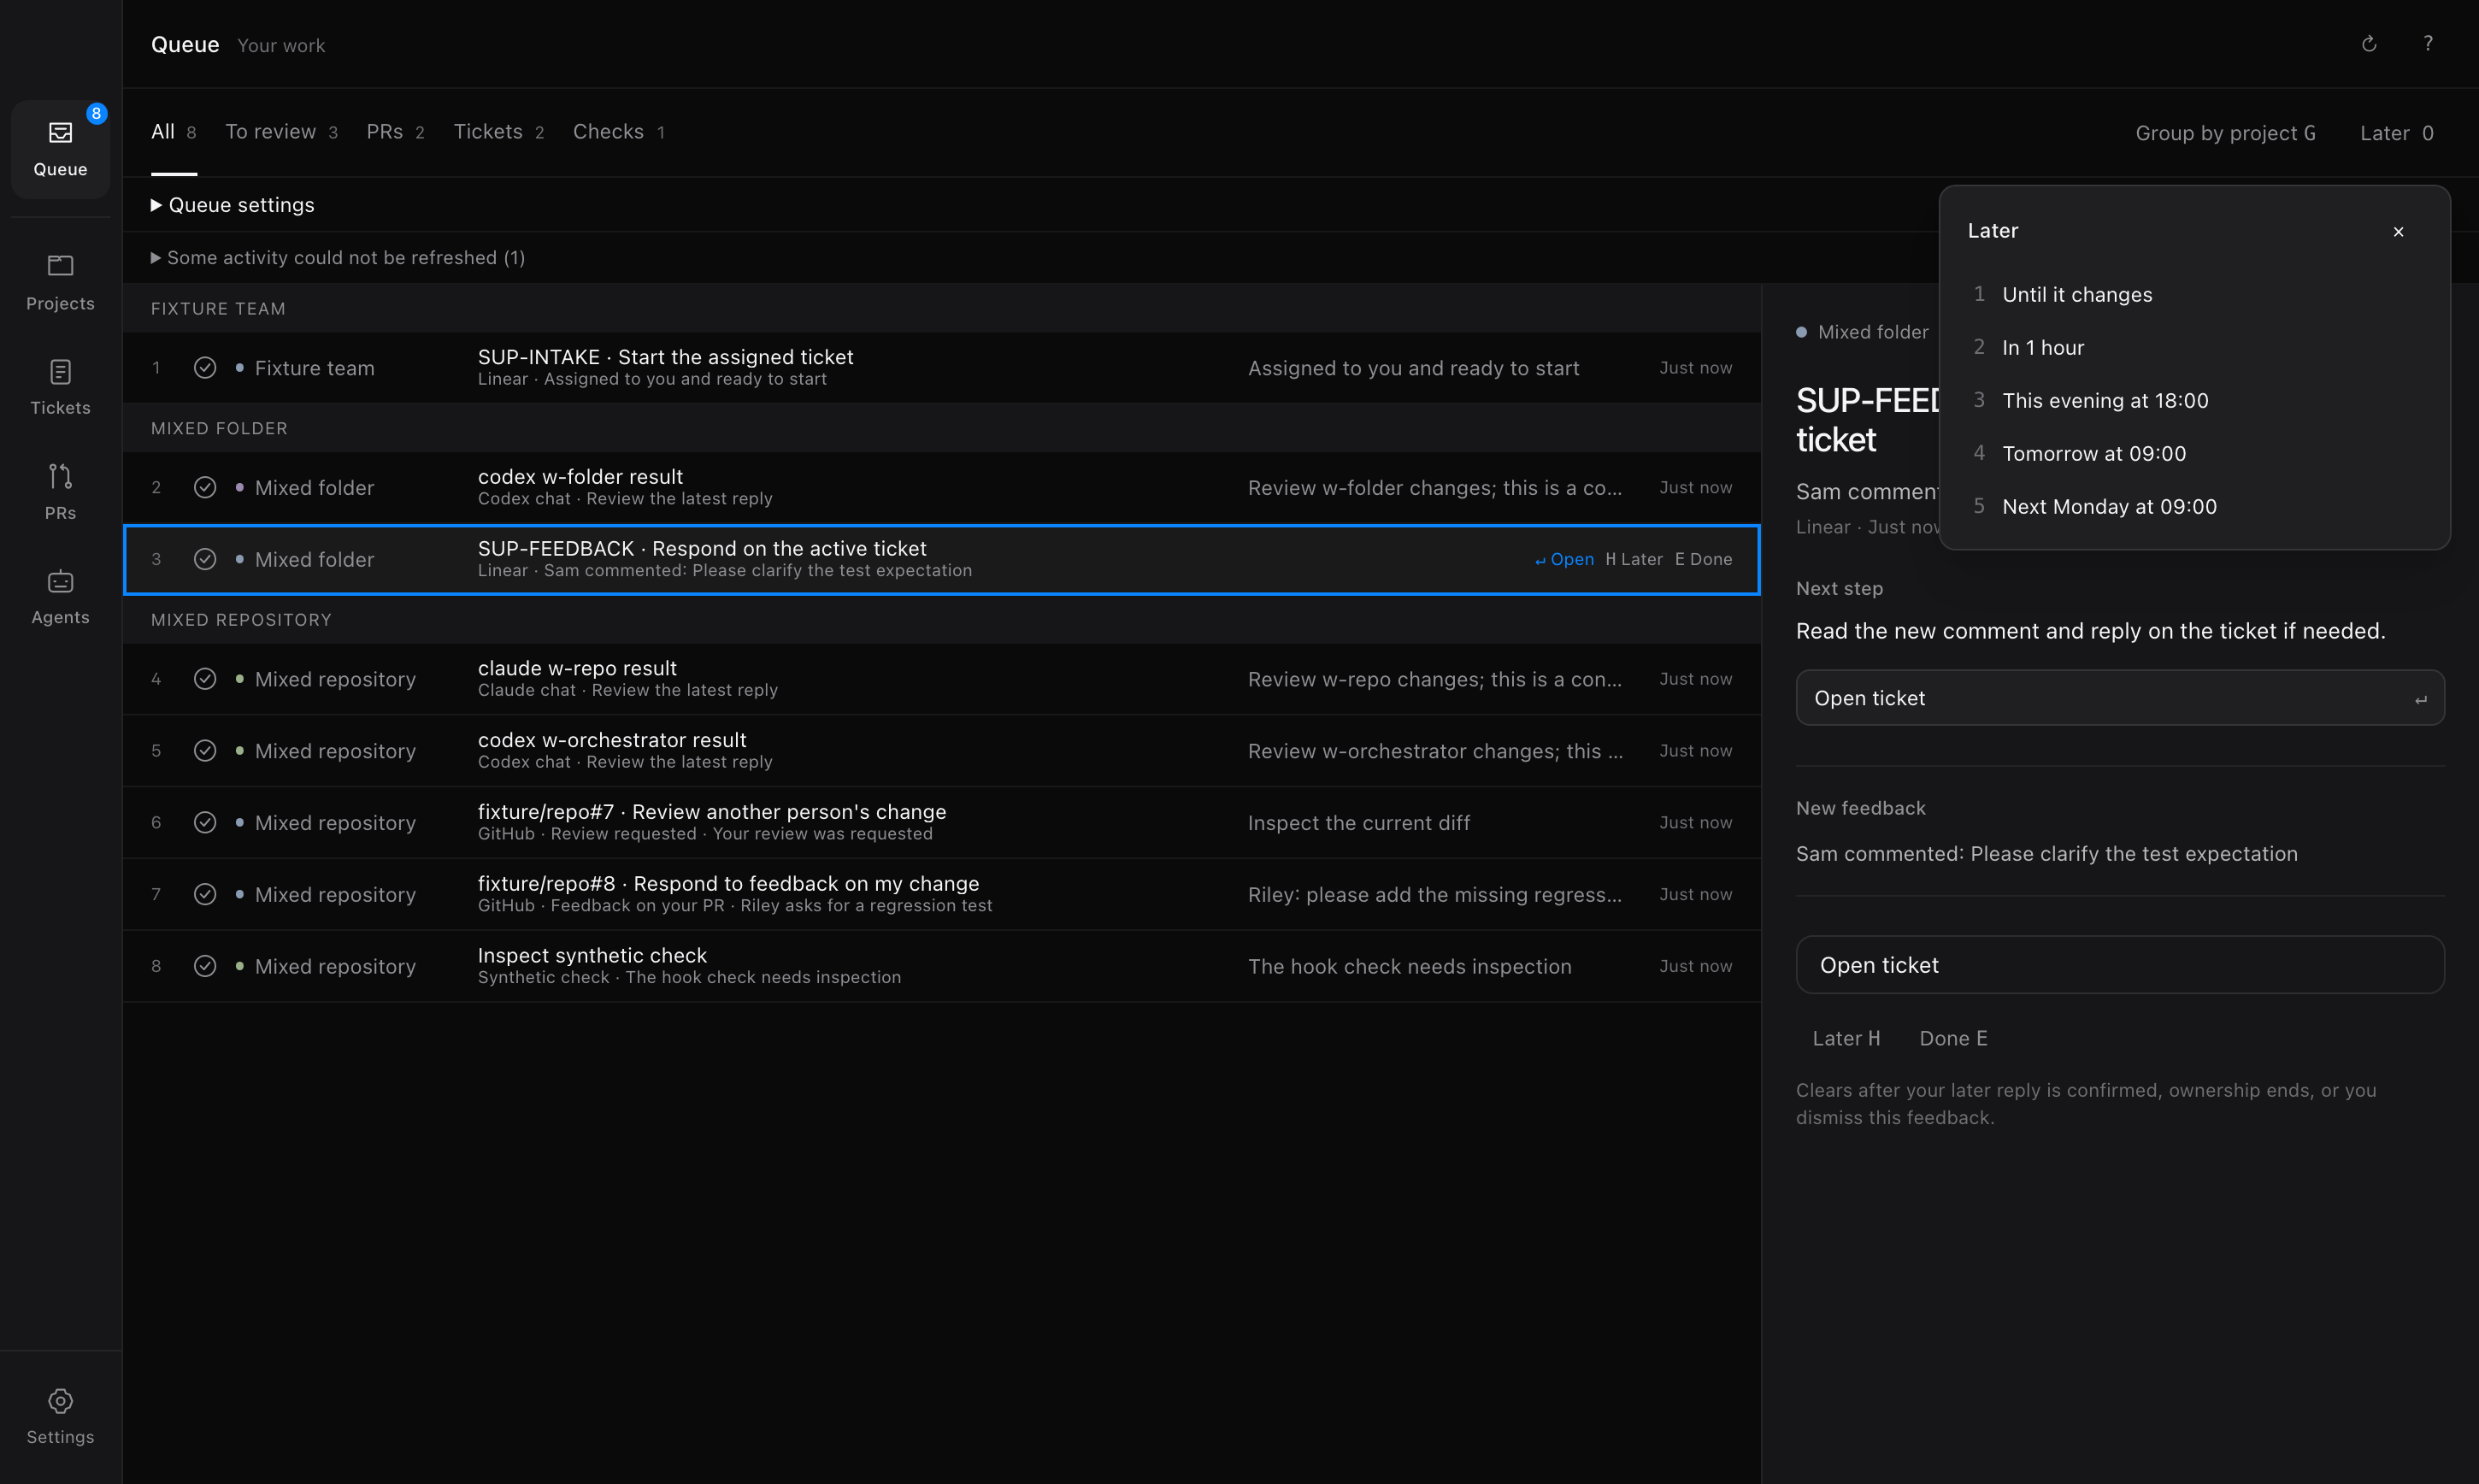 Queue Your work
?
8
Queue
Projects
Tickets
PRs
Agents
Settings
All 8 To review 3 PRs 2 Tickets 2 Checks 1
Group by project G Later 0
Queue settings
Some activity could not be refreshed (1)
FIXTURE TEAM
1 Fixture team
SUP-INTAKE · Start the assigned ticket
Linear · Assigned to you and ready to start
Assigned to you and ready to start Just now
MIXED FOLDER
2 Mixed folder
codex w-folder result
Codex chat · Review the latest reply
Review w-folder changes; this is a co... Just now
3 Mixed folder
SUP-FEEDBACK · Respond on the active ticket
Linear · Sam commented: Please clarify the test expectation
↵ Open H Later E Done
MIXED REPOSITORY
4 Mixed repository
claude w-repo result
Claude chat · Review the latest reply
Review w-repo changes; this is a con... Just now
5 Mixed repository
codex w-orchestrator result
Codex chat · Review the latest reply
Review w-orchestrator changes; this ... Just now
6 Mixed repository
fixture/repo#7 · Review another person's change
GitHub · Review requested · Your review was requested
Inspect the current diff Just now
7 Mixed repository
fixture/repo#8 · Respond to feedback on my change
GitHub · Feedback on your PR · Riley asks for a regression test
Riley: please add the missing regress... Just now
8 Mixed repository
Inspect synthetic check
Synthetic check · The hook check needs inspection
The hook check needs inspection Just now
Later ×
1 Until it changes
2 In 1 hour
3 This evening at 18:00
4 Tomorrow at 09:00
5 Next Monday at 09:00
Mixed folder
SUP-FEED
ticket
Sam comment
Linear · Just now
Next step
Read the new comment and reply on the ticket if needed.
Open ticket ↵
New feedback
Sam commented: Please clarify the test expectation
Open ticket
Later H Done E
Clears after your later reply is confirmed, ownership ends, or you
dismiss this feedback.